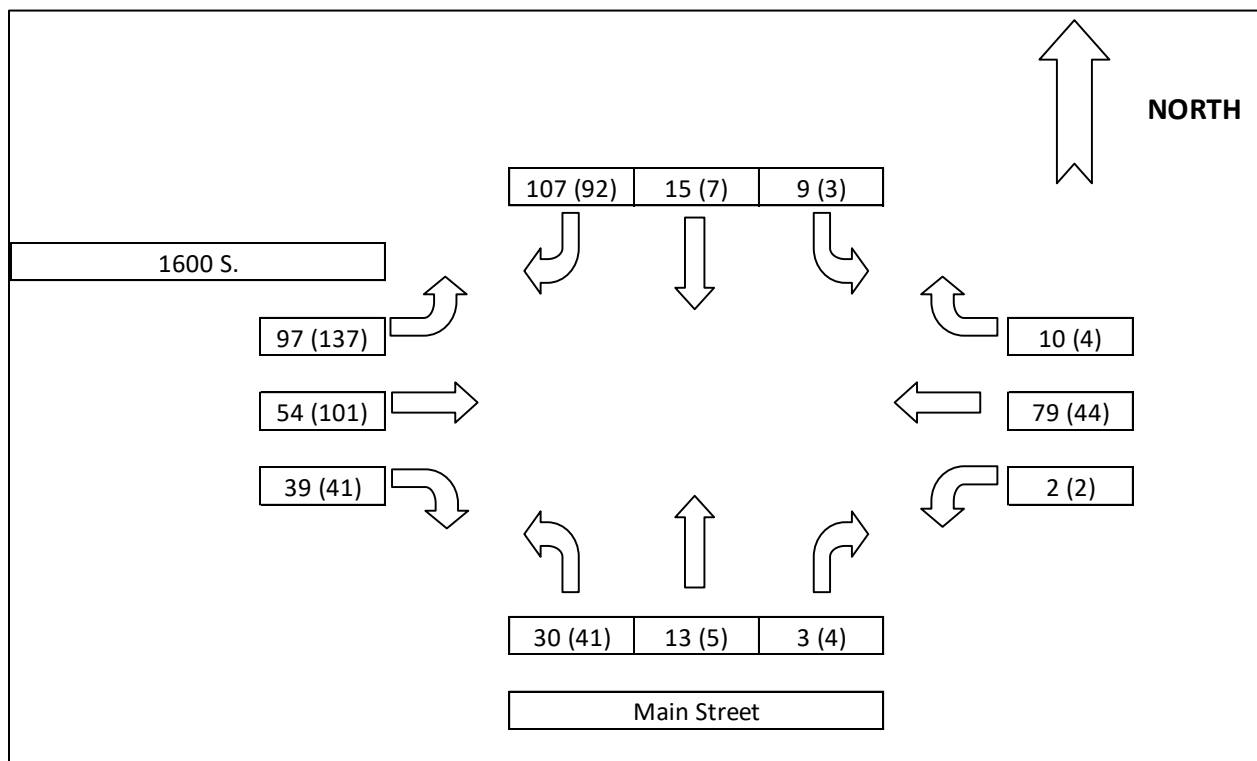 NORTH
107 (92) 15 (7) 9 (3)
1600 S.
97 (137)
10 (4)
54 (101)
79 (44)
39 (41)
2 (2)
30 (41) 13 (5) 3 (4)
Main Street